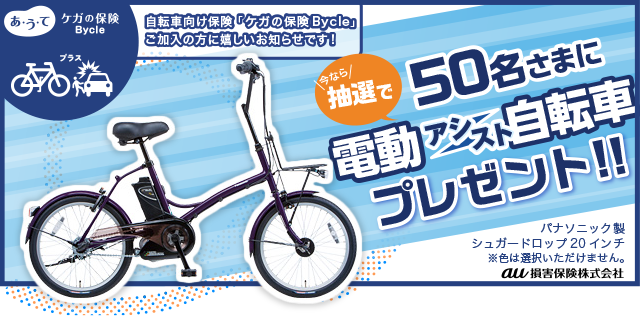 あ・う・て ケガの保険
Bycle
プラス
自転車向け保険「ケガの保険 Bycle」
ご加入の方に嬉しいお知らせです!
今なら
抽選で
50名さまに
電動アシスト自転車
プレゼント!!
パナソニック製
シュガードロップ 20 インチ
※色は選択いただけません。
au 損害保険株式会社